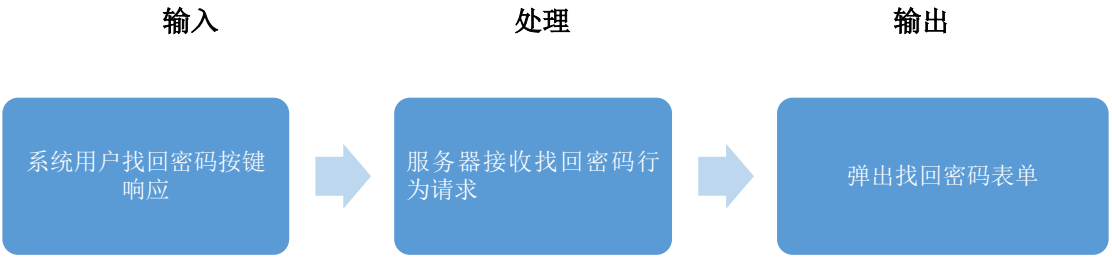 输入
处理
输出
系统用户找回密码按键
响应
服务器接收找回密码行
为请求
弹出找回密码表单